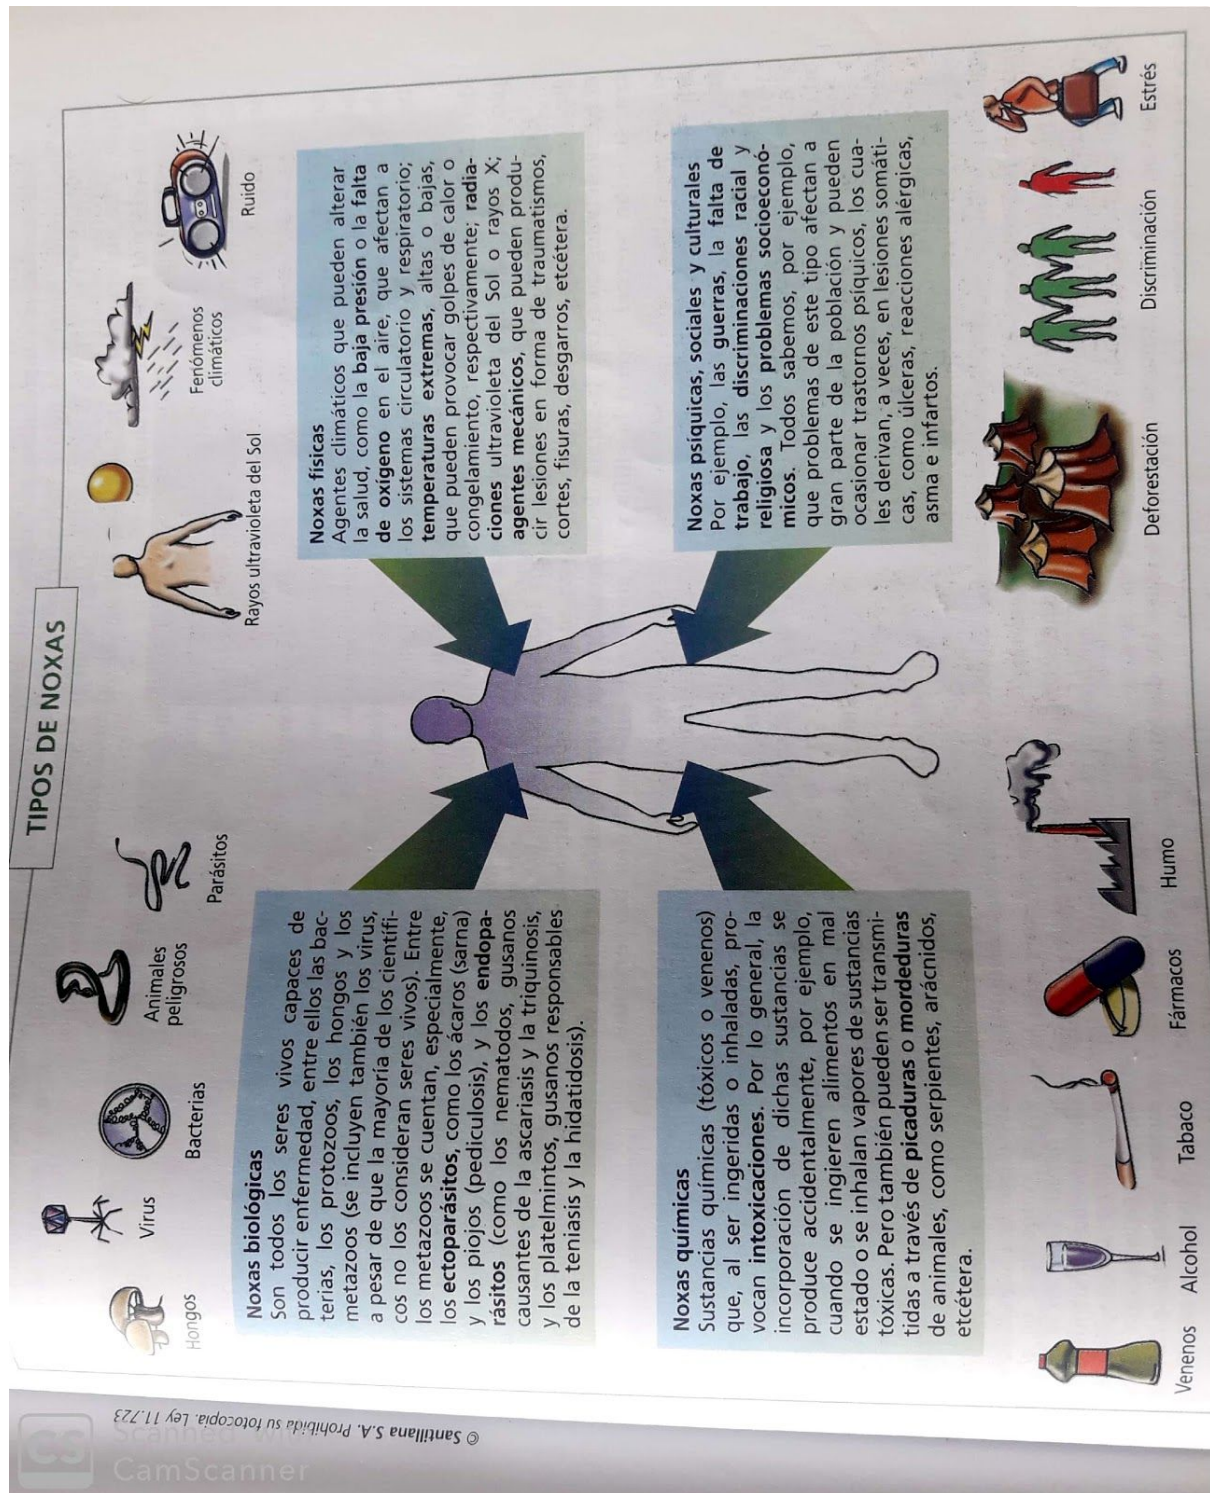 TIPOS DE NOXAS
Hongos
Virus
Bacterias
Animales
peligrosos
Parásitos
Rayos ultravioleta del Sol
Fenómenos
climáticos
Ruido
Noxas biológicas
Son todos los seres vivos capaces de
producir enfermedad, entre ellos las bac-
terias, los protozoos, los hongos y los
metazoos (se incluyen también los virus,
a pesar de que la mayoría de los científi-
cos no los consideran seres vivos). Entre
los metazoos se cuentan, especialmente,
los ectoparásitos, como los ácaros (sarna)
y los piojos (pediculosis), y los endopa-
rásitos (como los nematodos, gusanos
causantes de la ascariasis y la triquinosis,
y los platelmintos, gusanos responsables
de la teniasis y la hidatidosis).
Noxas físicas
Agentes climáticos que pueden alterar
la salud, como la baja presión o la falta
de oxígeno en el aire, que afectan a
los sistemas circulatorio y respiratorio;
temperaturas extremas, altas o bajas,
que pueden provocar golpes de calor o
congelamiento, respectivamente; radia-
ciones ultravioleta del Sol o rayos X;
agentes mecánicos, que pueden produ-
cir lesiones en forma de traumatismos,
cortes, fisuras, desgarros, etcétera.
Noxas químicas
Sustancias químicas (tóxicos o venenos)
que, al ser ingeridas o inhaladas, pro-
vocan intoxicaciones. Por lo general, la
incorporación de dichas sustancias se
produce accidentalmente, por ejemplo,
cuando se ingieren alimentos en mal
estado o se inhalan vapores de sustancias
tóxicas. Pero también pueden ser transmi-
tidas a través de picaduras o mordeduras
de animales, como serpientes, arácnidos,
etcétera.
Noxas psíquicas, sociales y culturales
Por ejemplo, las guerras, la falta de
trabajo, las discriminaciones racial y
religiosa y los problemas socioeconó-
micos. Todos sabemos, por ejemplo,
que problemas de este tipo afectan a
gran parte de la población y pueden
ocasionar trastornos psíquicos, los cua-
les derivan, a veces, en lesiones somáti-
cas, como úlceras, reacciones alérgicas,
asma e infartos.
Venenos
Alcohol
Tabaco
Fármacos
Humo
Deforestación
Discriminación
Estrés
© Santillana S.A. Prohibida su fotocopia. Ley 11.723
CS
Scanned with
CamScanner